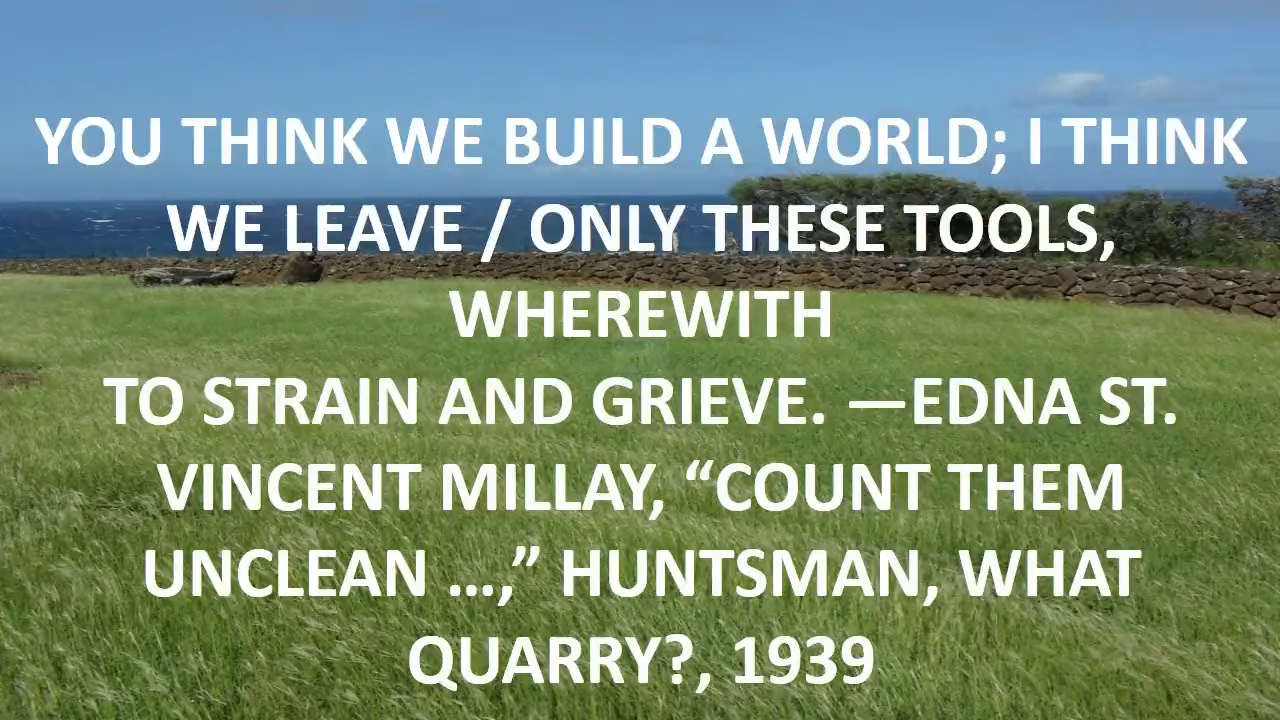 YOU THINK WE BUILD A WORLD; I THINK
WE LEAVE / ONLY THESE TOOLS,
WHEREWITH
TO STRAIN AND GRIEVE. —EDNA ST.
VINCENT MILLAY, “COUNT THEM
UNCLEAN …,” HUNTSMAN, WHAT
QUARRY?, 1939